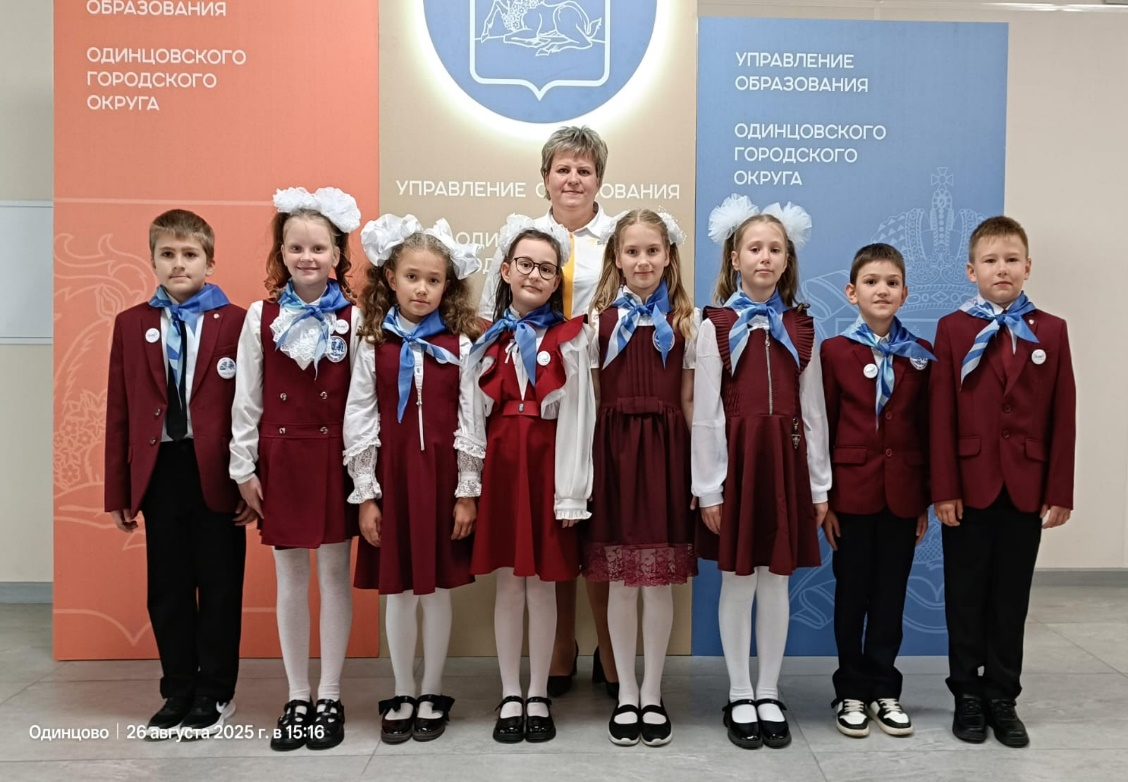 ОБРАЗОВАНИЯ
ОДИНЦОВСКОГО
ГОРОДСКОГО
ОКРУГА
УПРАВЛЕНИЕ
УПРАВЛЕНИЕ
ОБРАЗОВАНИЯ
ОДИНЦОВСКОГО
ГОРОДСКОГО
ОКРУГА
Одинцово | 26 августа 2025 г. в 15:16